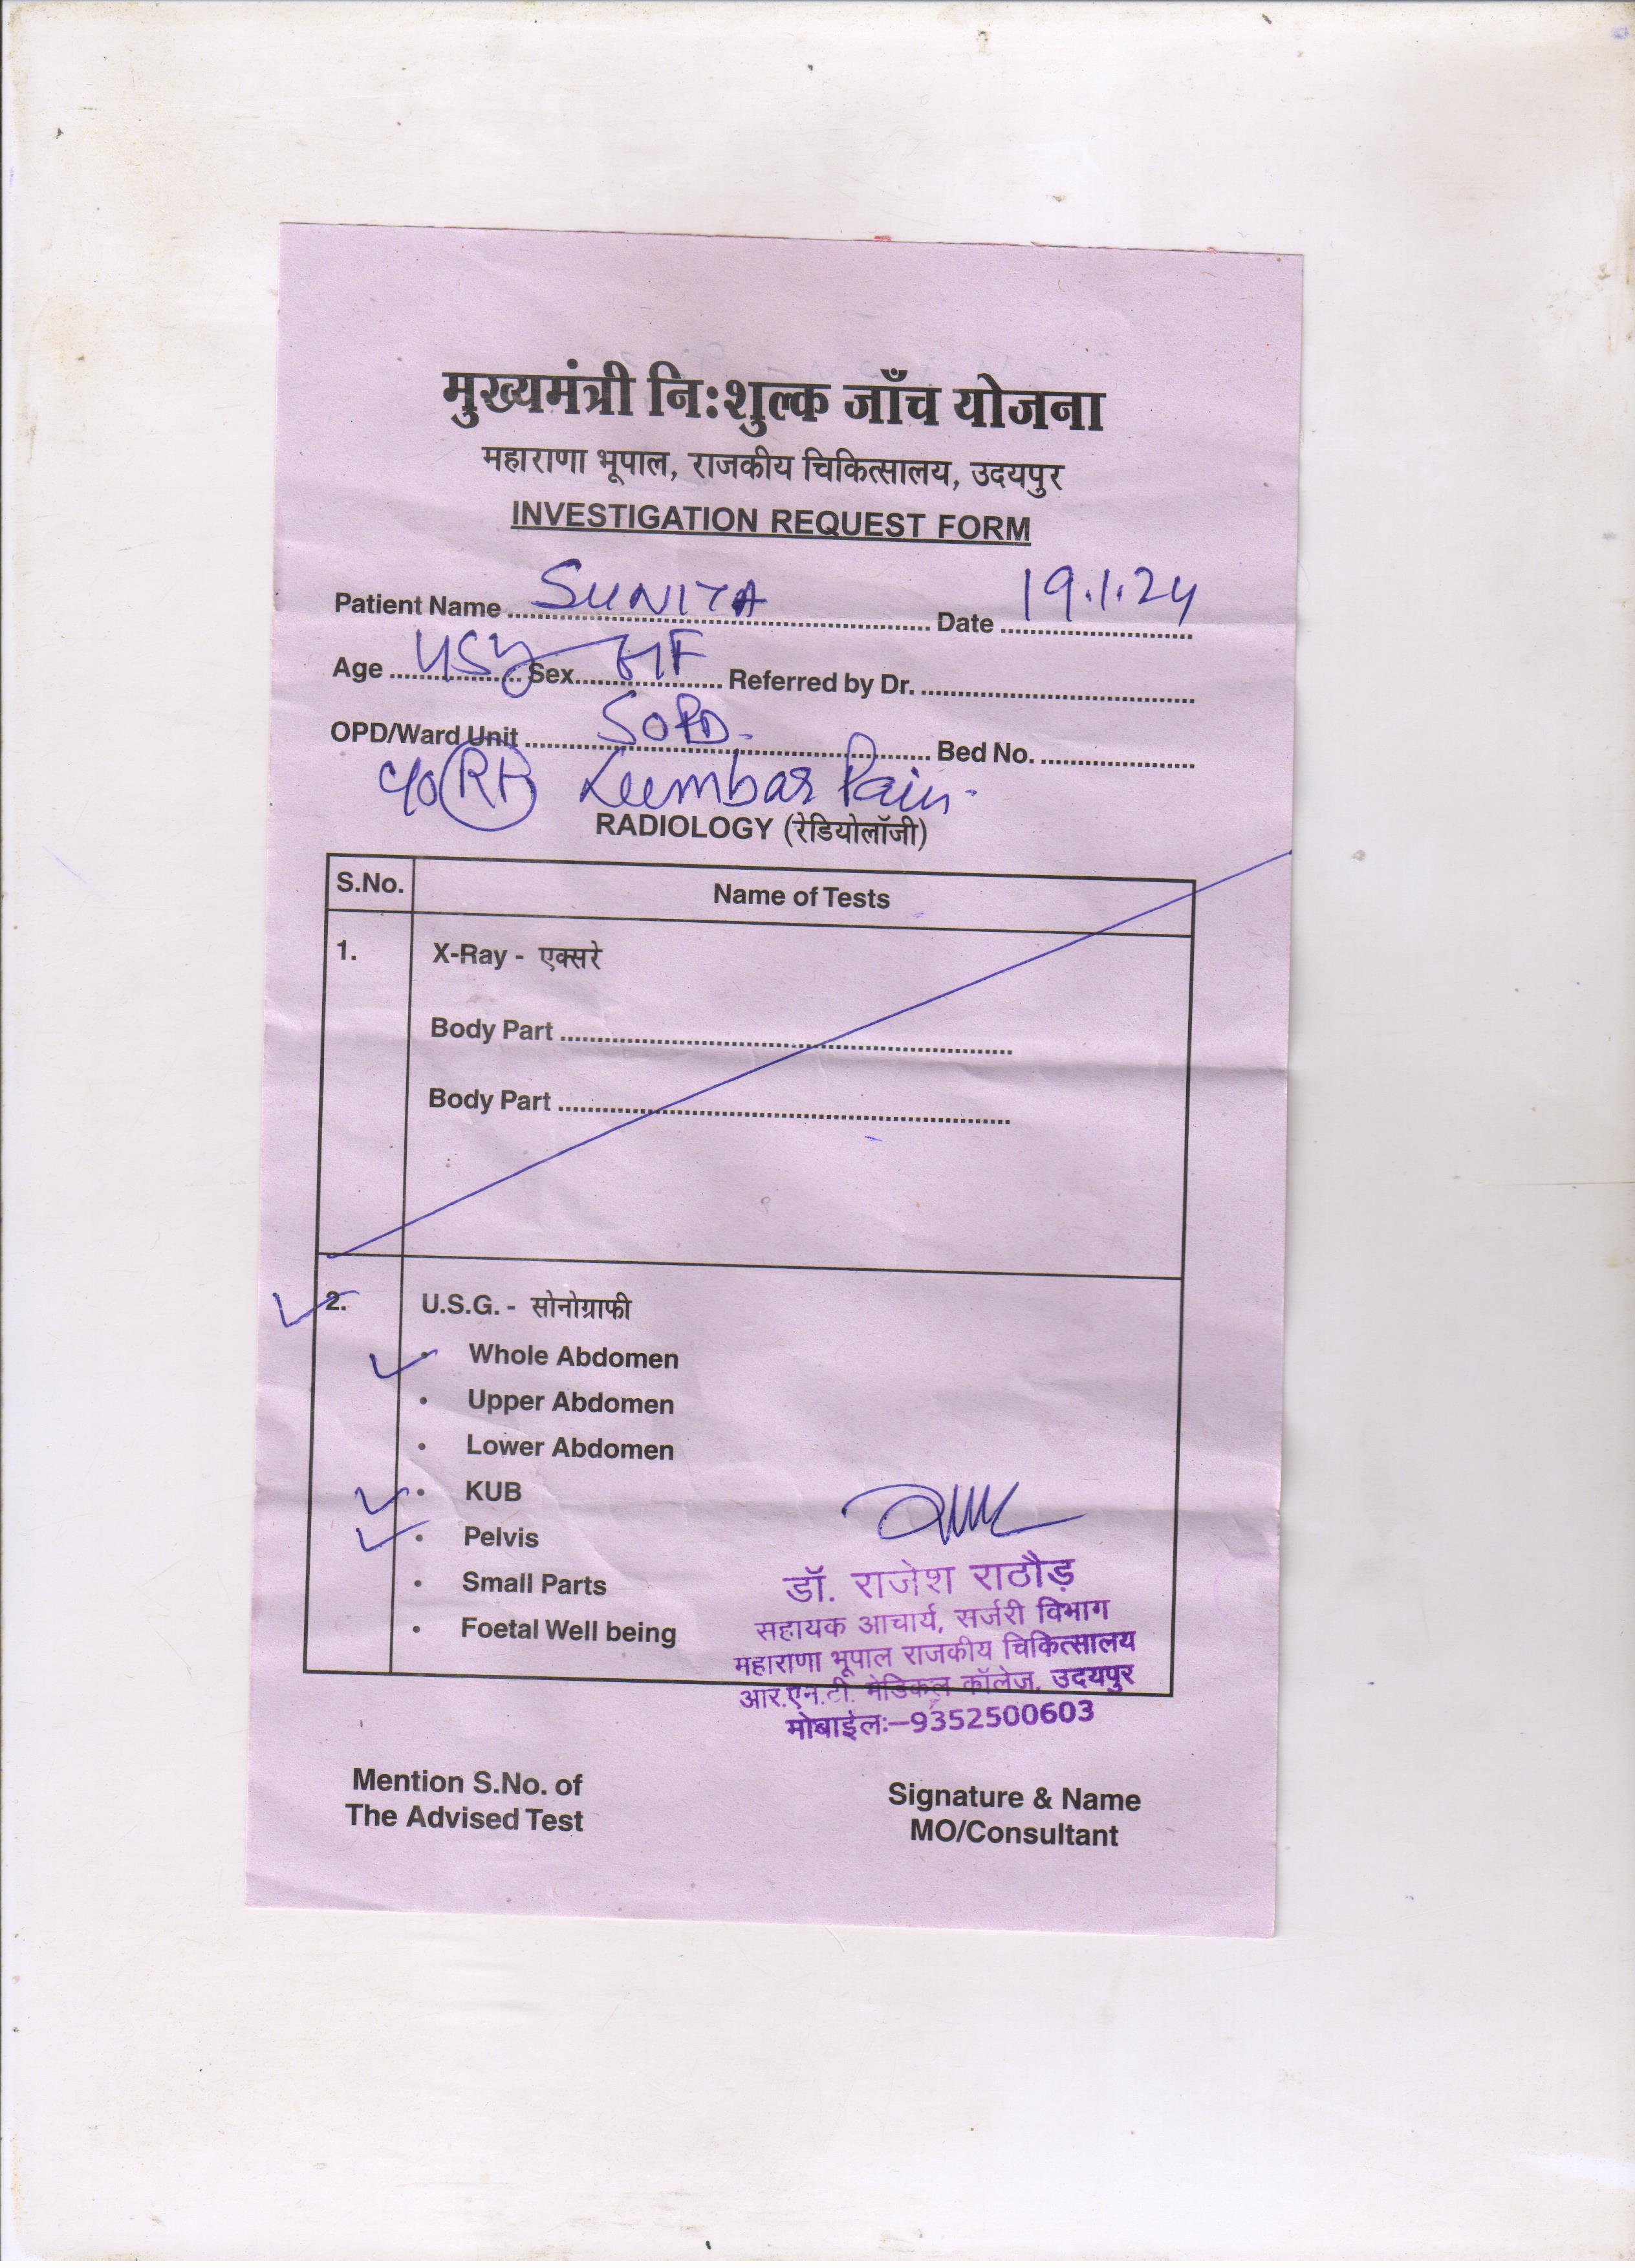 मुख्यमंत्री निःशुल्क जाँच योजना
महाराणा भूपाल, राजकीय चिकित्सालय, उदयपुर
INVESTIGATION REQUEST FORM
Patient Name SUNITA Date 19.1.24
Age 45y Sex HF Referred by Dr.
OPD/Ward Unit SOPD. Bed No.
c/o Rt Lumbar Pain.
RADIOLOGY (रेडियोलॉजी)
S.No. Name of Tests
1. X-Ray - एक्सरे
Body Part
Body Part
2. U.S.G. - सोनोग्राफी
• Whole Abdomen
• Upper Abdomen
• Lower Abdomen
• KUB
• Pelvis
• Small Parts
• Foetal Well being
डॉ. राजेश राठौड़
सहायक आचार्य, सर्जरी विभाग
महाराणा भूपाल राजकीय चिकित्सालय
आर.एन.टी. मेडिकल कॉलेज, उदयपुर
मोबाईलः–9352500603
Mention S.No. of
The Advised Test
Signature & Name
MO/Consultant